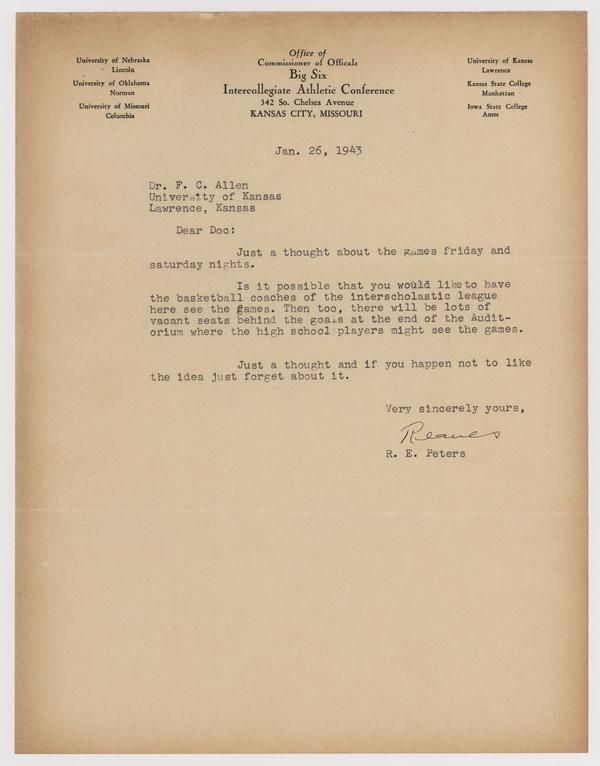 University of Nebraska
Lincoln
University of Oklahoma
Norman
University of Missouri
Columbia
Office of
Commissioner of Officals
Big Six
Intercollegiate Athletic Conference
342 So. Chelsea Avenue
KANSAS CITY, MISSOURI
University of Kansas
Lawrence
Kansas State College
Manhattan
Iowa State College
Ames
Jan. 26, 1943
Dr. F. C. Allen
University of Kansas
Lawrence, Kansas
Dear Doc:
Just a thought about the games friday and
saturday nights.
Is it possible that you would liketo have
the basketball coaches of the interscholastic league
here see the games. Then too, there will be lots of
vacant seats behind the goals at the end of the Audit-
orium where the high school players might see the games.
Just a thought and if you happen not to like
the idea just forget about it.
Very sincerely yours,
Reaves
R. E. Peters